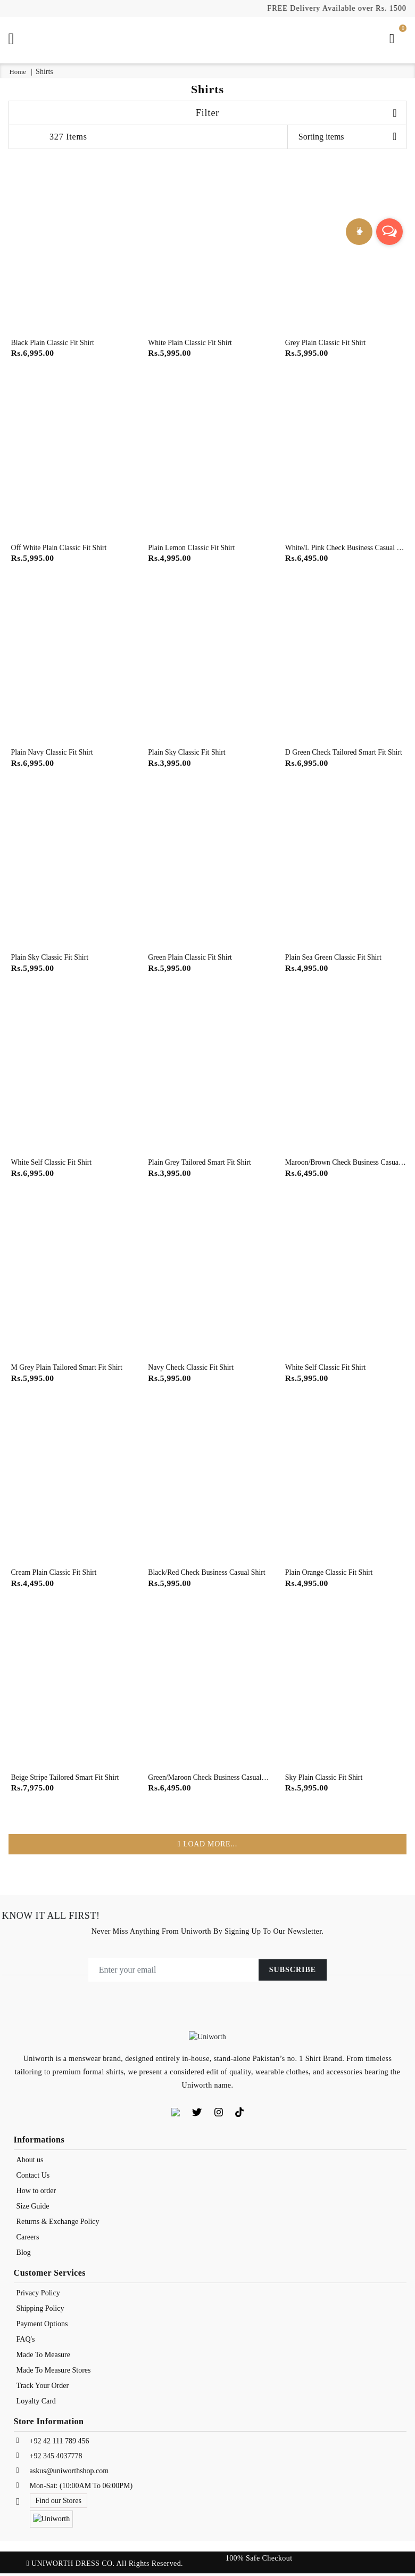 FREE Delivery Available over Rs. 1500
0
Home | Shirts
Shirts
Filter
327 Items
Sorting items
Black Plain Classic Fit Shirt
Rs.6,995.00
White Plain Classic Fit Shirt
Rs.5,995.00
Grey Plain Classic Fit Shirt
Rs.5,995.00
Off White Plain Classic Fit Shirt
Rs.5,995.00
Plain Lemon Classic Fit Shirt
Rs.4,995.00
White/L Pink Check Business Casual …
Rs.6,495.00
Plain Navy Classic Fit Shirt
Rs.6,995.00
Plain Sky Classic Fit Shirt
Rs.3,995.00
D Green Check Tailored Smart Fit Shirt
Rs.6,995.00
Plain Sky Classic Fit Shirt
Rs.5,995.00
Green Plain Classic Fit Shirt
Rs.5,995.00
Plain Sea Green Classic Fit Shirt
Rs.4,995.00
White Self Classic Fit Shirt
Rs.6,995.00
Plain Grey Tailored Smart Fit Shirt
Rs.3,995.00
Maroon/Brown Check Business Casua…
Rs.6,495.00
M Grey Plain Tailored Smart Fit Shirt
Rs.5,995.00
Navy Check Classic Fit Shirt
Rs.5,995.00
White Self Classic Fit Shirt
Rs.5,995.00
Cream Plain Classic Fit Shirt
Rs.4,495.00
Black/Red Check Business Casual Shirt
Rs.5,995.00
Plain Orange Classic Fit Shirt
Rs.4,995.00
Beige Stripe Tailored Smart Fit Shirt
Rs.7,975.00
Green/Maroon Check Business Casual…
Rs.6,495.00
Sky Plain Classic Fit Shirt
Rs.5,995.00
LOAD MORE...
KNOW IT ALL FIRST!
Never Miss Anything From Uniworth By Signing Up To Our Newsletter.
Enter your email
SUBSCRIBE
Uniworth
Uniworth is a menswear brand, designed entirely in-house, stand-alone Pakistan’s no. 1 Shirt Brand. From timeless
tailoring to premium formal shirts, we present a considered edit of quality, wearable clothes, and accessories bearing the
Uniworth name.
Informations
About us
Contact Us
How to order
Size Guide
Returns & Exchange Policy
Careers
Blog
Customer Services
Privacy Policy
Shipping Policy
Payment Options
FAQ's
Made To Measure
Made To Measure Stores
Track Your Order
Loyalty Card
Store Information
+92 42 111 789 456
+92 345 4037778
askus@uniworthshop.com
Mon-Sat: (10:00AM To 06:00PM)
Find our Stores
Uniworth
UNIWORTH DRESS CO. All Rights Reserved.
100% Safe Checkout